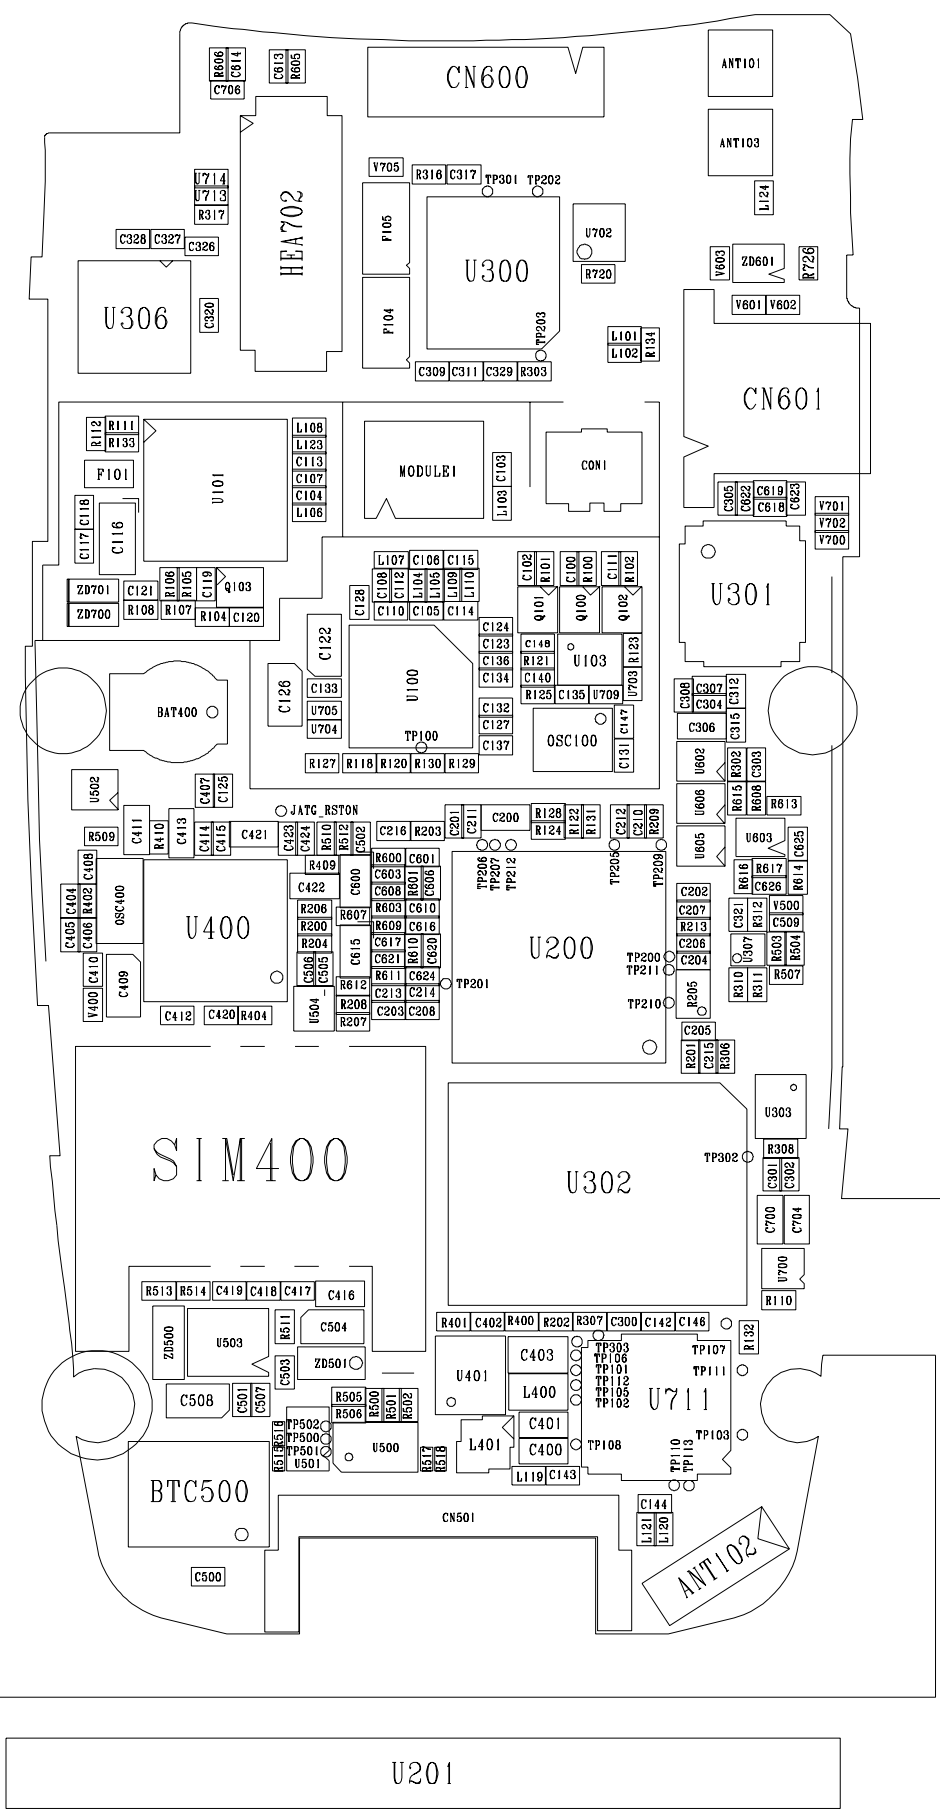 R606 C614 C613 R605
C706
CN600
ANT101
ANT103
V705 R316 C317 TP301 TP202
U714
U713
R317
L124
HEA702
F105
U300
U702
R720
C328 C327 C326
V603 ZD601 R726
U306
C320
F104
TP203
V601 V602
L101
L102 R134
C309 C311 C329 R303
CN601
R112 R111
R133
F101
U101
L108
L123
C113
C107
C104
L106
MODULE1
C103
L103
CON1
C305 C622 C619 C623
C618
V701
V702
V700
C118
C117
C116
U301
ZD701
ZD700
C121 R106 R105 C119 Q103
R108 R107 R104 C120
L107 C106 C115
C108 C112 L104 L105 L109 L110
C128 C110 C105 C114
C102 R101 C100 R100 C111 R102
Q101 Q100 Q102
C122
C124
C123
C136
C134
C148
R121
C140
U103
R123
U703
R125 C135 U709
C126
C133
U705
U704
U100
TP100
C132
C127
C137
OSC100
C147
C131
R127 R118 R120 R130 R129
C308 C307 C312
C304
C306 C315
BAT400
U502
C407 C125
U602 R302 C303
U606 R615 R608 R613
JATG_RSTON
R509 C411 R410 C413 C414 C415 C421 C423 C424 R510 R512 C502
C216 R203 C201 C211 C200 R128
R124 R122 R131 C212 C210 R209
U605 U603 C625
TP206 TP207 TP212 TP205 TP209
C408
C404 R402
C405 C406
OSC400
U400
R409
C422 C600
R600 C601
C603
C608 R601 C606
R206
R200 R607
R204
R603 C610
R609 C616
C615 C617
C621 R610 C620
C506 C505
R612 R611 C624
U504 R208 C213 C214
R207 C203 C208
U200
TP201
C202
C207
R213
C206
C204
TP200
TP211
TP210
R205
R616 R617
C626 R614
C321 R312 V500
C509
U307 R503 R504
R310 R311 R507
C410
V400 C409
C412 C420 R404
C205
R201 C215 R306
SIM400
U302
TP302
U303
R308
C301 C302
C700 C704
U700
R110
R513 R514 C419 C418 C417 C416
ZD500
U503
R511 C504
C503 ZD501
R401 C402 R400 R202 R307 C300 C142 C146
R132
TP303
TP106
TP101
TP112
TP105
TP102
TP107
TP111
U401 C403
L400
U711
C508 C501 C507
R505
R506 R500 R501 R502
TP502
TP500
TP501
U501
R516
R515
U500
R517 R518
L401
C401
C400
L119 C143
TP108
TP103
TP110
TP113
BTC500
CN501
C144
L121 L120
ANT102
C500
U201